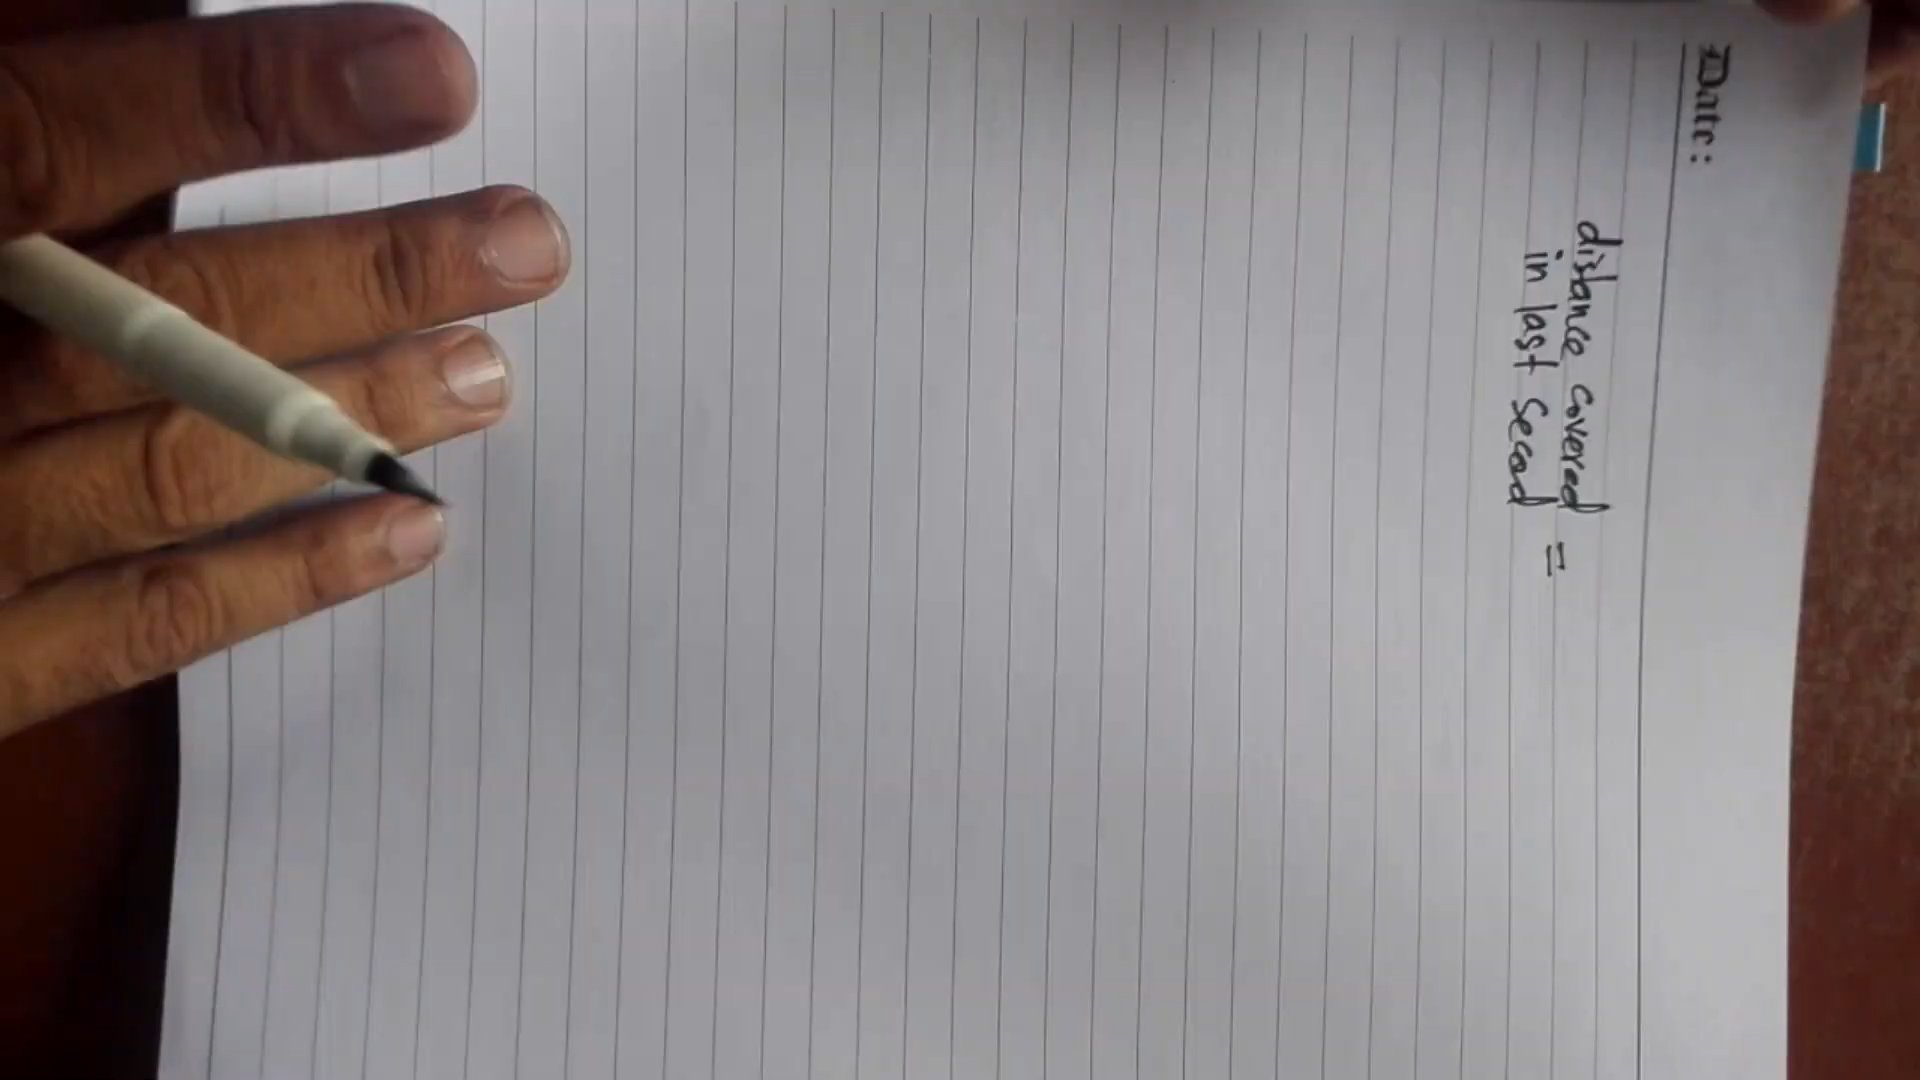 Date:
distance covered
in last second =